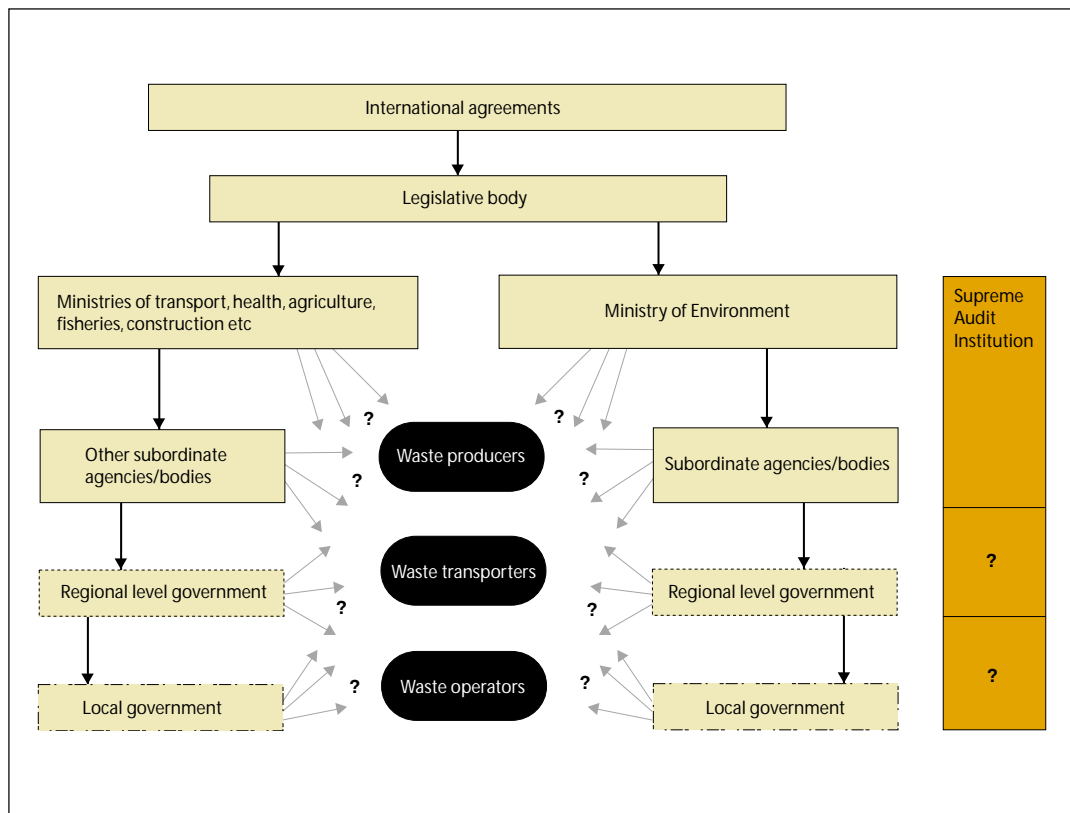 International agreements
Legislative body
Ministries of transport, health, agriculture,
fisheries, construction etc
Ministry of Environment
Supreme
Audit
Institution
?
?
Waste producers
Other subordinate
agencies/bodies
Subordinate agencies/bodies
?
?
?
Waste transporters
Regional level government
Regional level government
?
?
Waste operators
?
?
?
Local government
Local government